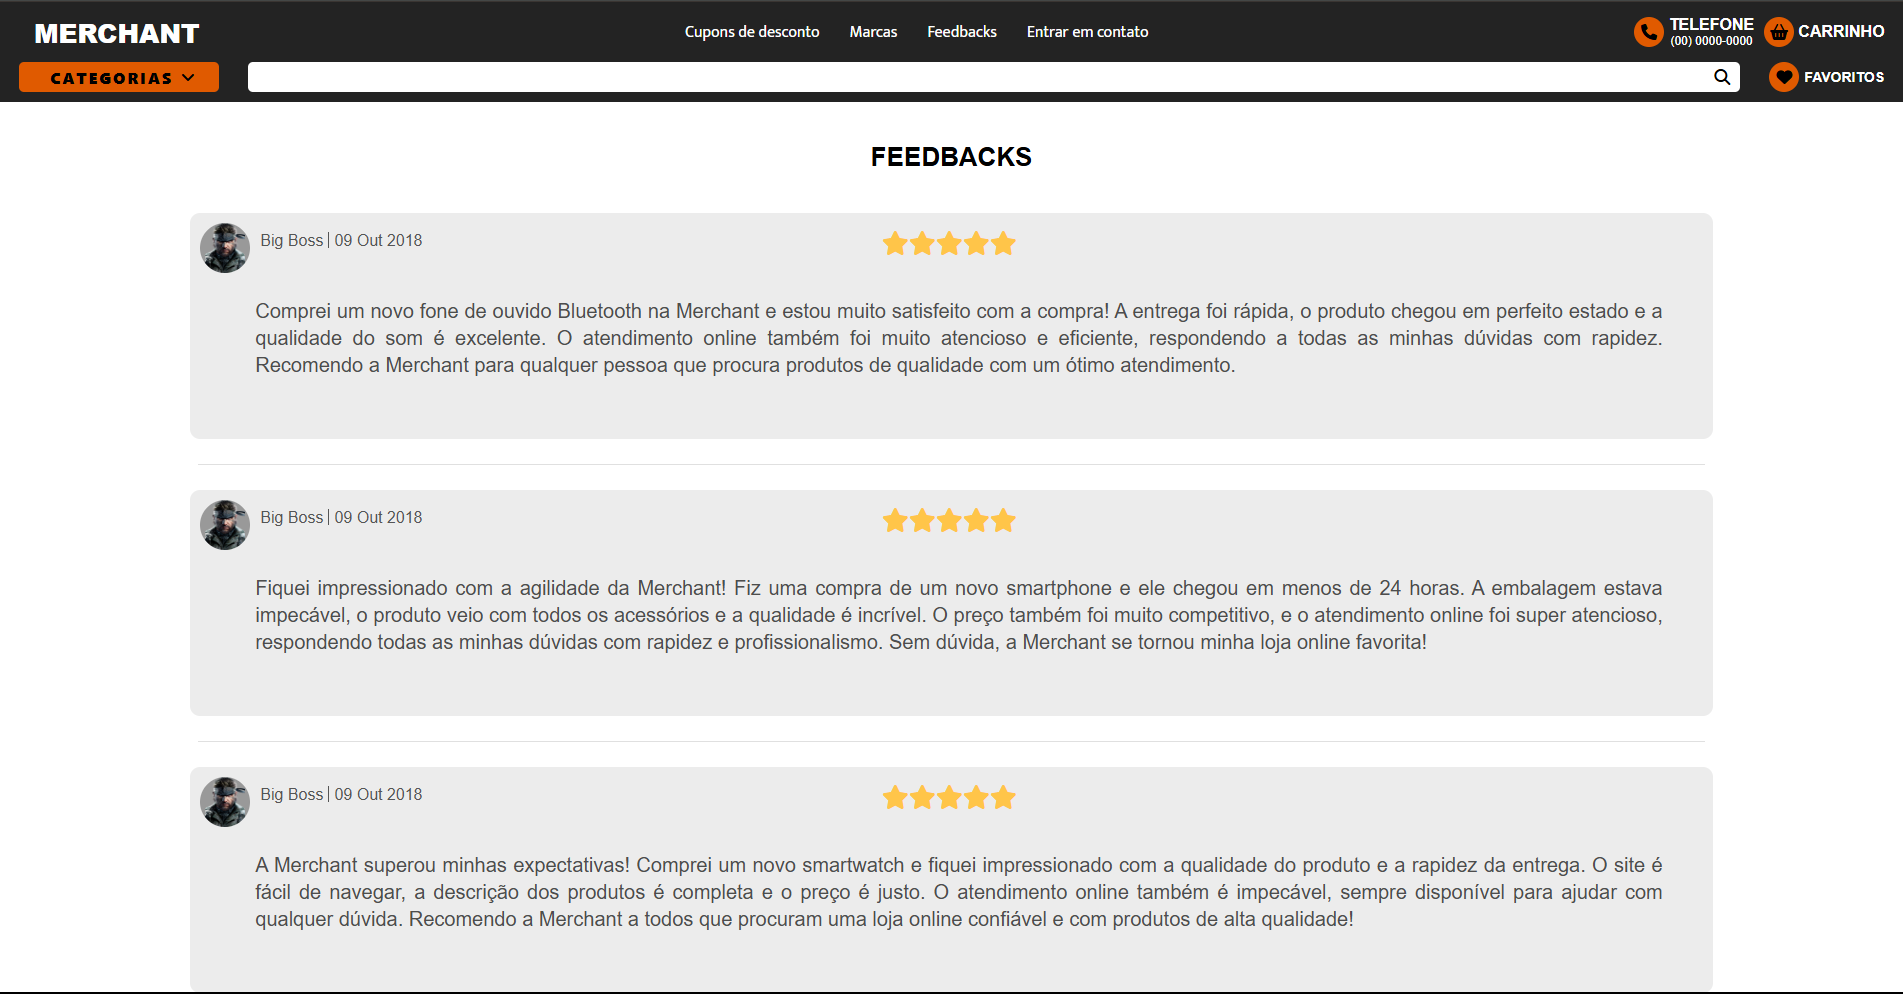 MERCHANT
Cupons de desconto Marcas Feedbacks Entrar em contato
TELEFONE
(00) 0000-0000
CARRINHO
CATEGORIAS
FAVORITOS
FEEDBACKS
Big Boss | 09 Out 2018
Comprei um novo fone de ouvido Bluetooth na Merchant e estou muito satisfeito com a compra! A entrega foi rápida, o produto chegou em perfeito estado e a
qualidade do som é excelente. O atendimento online também foi muito atencioso e eficiente, respondendo a todas as minhas dúvidas com rapidez.
Recomendo a Merchant para qualquer pessoa que procura produtos de qualidade com um ótimo atendimento.
Big Boss | 09 Out 2018
Fiquei impressionado com a agilidade da Merchant! Fiz uma compra de um novo smartphone e ele chegou em menos de 24 horas. A embalagem estava
impecável, o produto veio com todos os acessórios e a qualidade é incrível. O preço também foi muito competitivo, e o atendimento online foi super atencioso,
respondendo todas as minhas dúvidas com rapidez e profissionalismo. Sem dúvida, a Merchant se tornou minha loja online favorita!
Big Boss | 09 Out 2018
A Merchant superou minhas expectativas! Comprei um novo smartwatch e fiquei impressionado com a qualidade do produto e a rapidez da entrega. O site é
fácil de navegar, a descrição dos produtos é completa e o preço é justo. O atendimento online também é impecável, sempre disponível para ajudar com
qualquer dúvida. Recomendo a Merchant a todos que procuram uma loja online confiável e com produtos de alta qualidade!